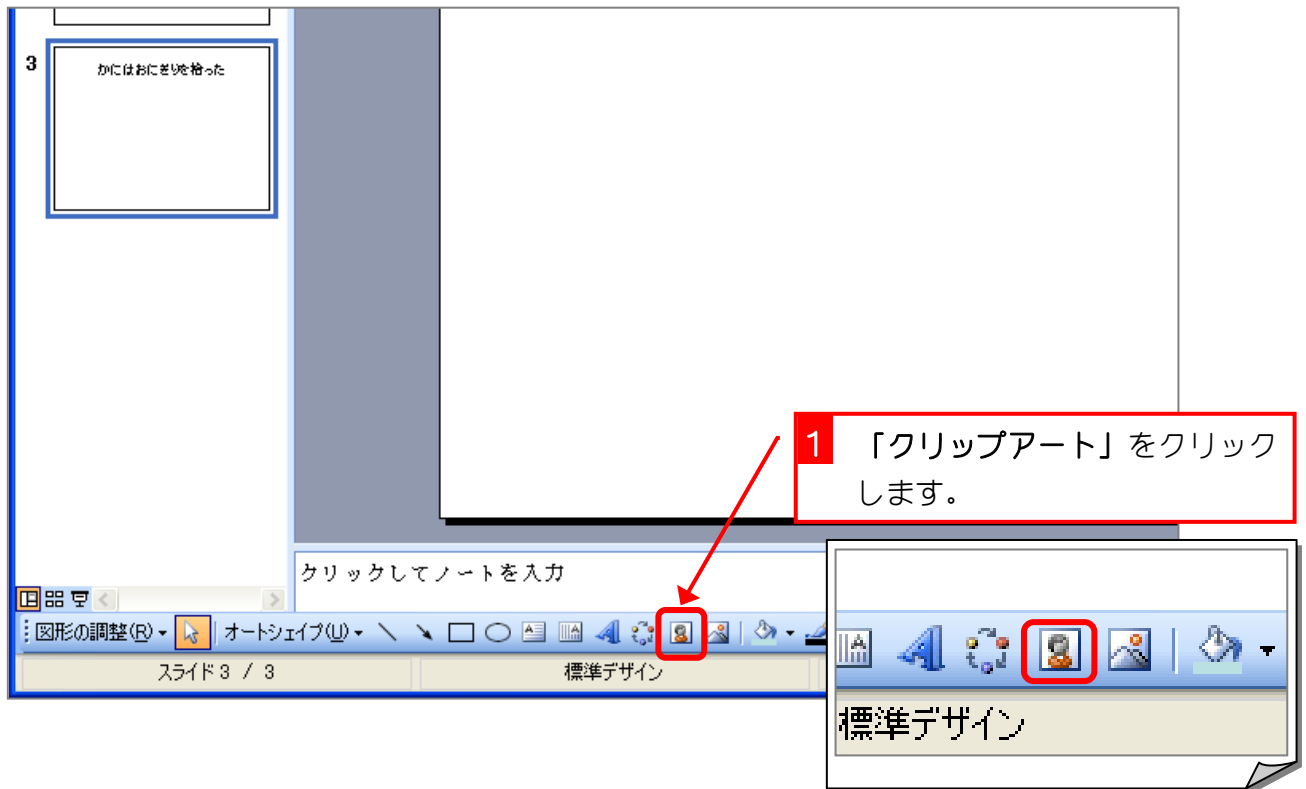 3
かにはおにぎりを拾った
1 「クリップアート」をクリック
します。
クリックしてノートを入力
図形の調整(R) オートシェイプ(U)
スライド 3 / 3 標準デザイン
標準デザイン